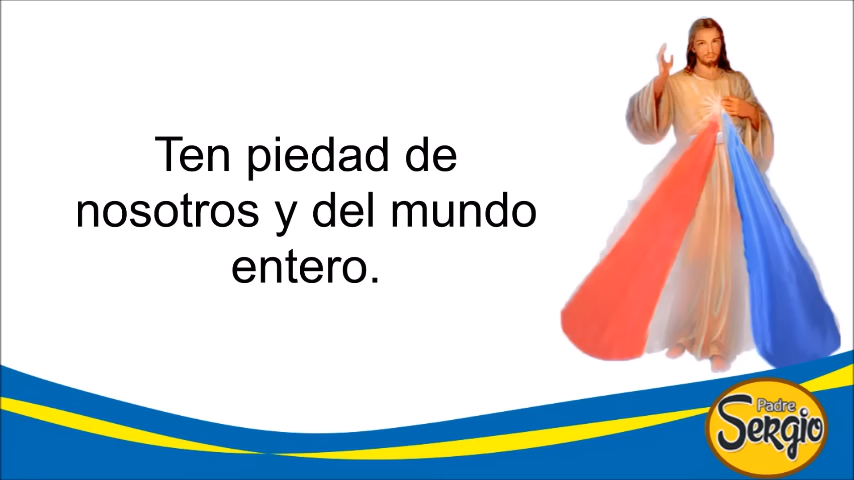 Ten piedad de
nosotros y del mundo
entero.
Padre
Sergio